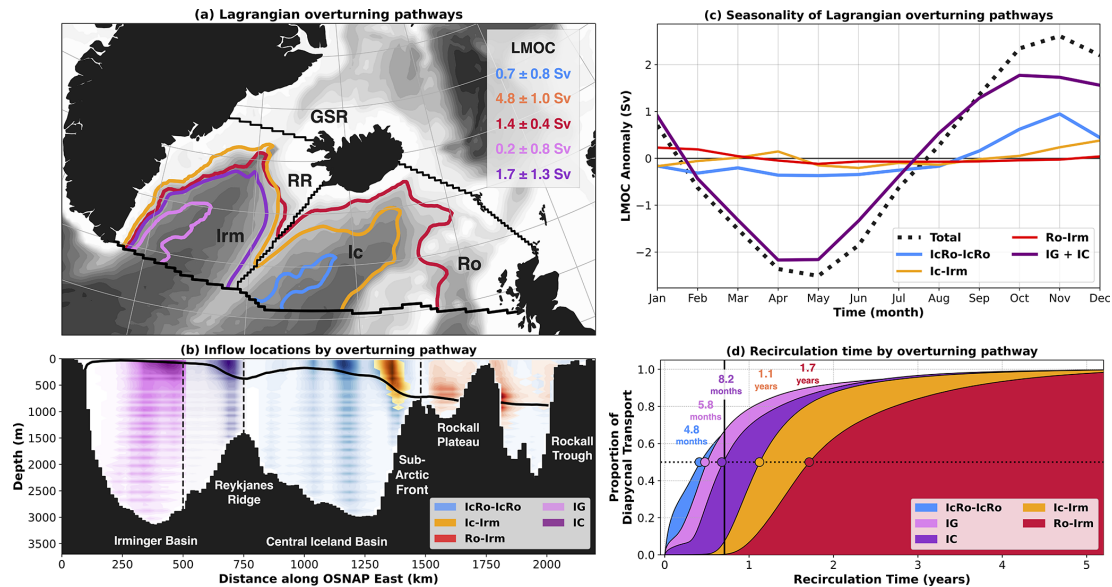 (a) Lagrangian overturning pathways
LMOC
0.7 ± 0.8 Sv
4.8 ± 1.0 Sv
1.4 ± 0.4 Sv
0.2 ± 0.8 Sv
1.7 ± 1.3 Sv
GSR
RR
Irm
Ic
Ro
(b) Inflow locations by overturning pathway
Depth (m)
0
500
1000
1500
2000
2500
3000
3500
Rockall
Plateau
Rockall
Trough
Sub-
Arctic
Front
Reykjanes
Ridge
Irminger Basin
Central Iceland Basin
IcRo-IcRo
IG
Ic-Irm
IC
Ro-Irm
0
250
500
750
1000
1250
1500
1750
2000
Distance along OSNAP East (km)
(c) Seasonality of Lagrangian overturning pathways
LMOC Anomaly (Sv)
2
1
0
−1
−2
Total
Ro-Irm
IcRo-IcRo
IG + IC
Ic-Irm
Jan
Feb
Mar
Apr
May
Jun
Jul
Aug
Sep
Oct
Nov
Dec
Time (month)
(d) Recirculation time by overturning pathway
Proportion of
Diapycnal Transport
1.0
0.8
0.6
0.4
0.2
0.0
4.8
months
5.8
months
8.2
months
1.1
years
1.7
years
IcRo-IcRo
Ic-Irm
IG
Ro-Irm
IC
0
1
2
3
4
5
Recirculation Time (years)